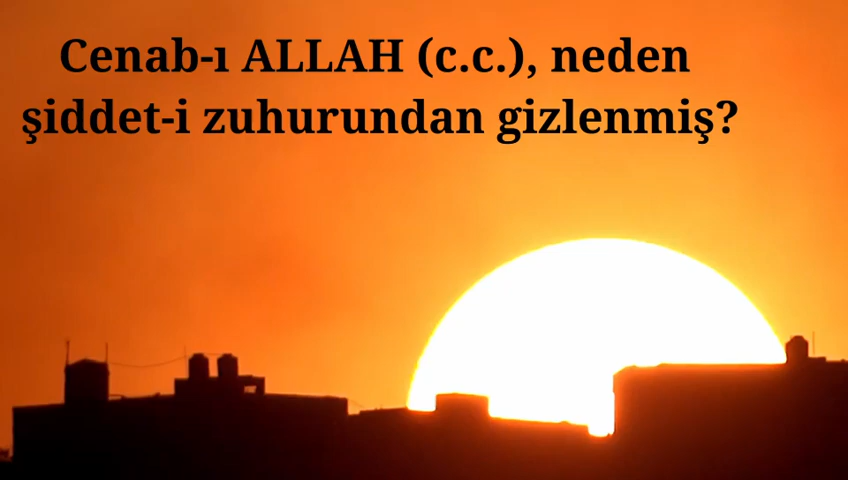 Cenab-ı ALLAH (c.c.), neden
şiddet-i zuhurundan gizlenmiş?